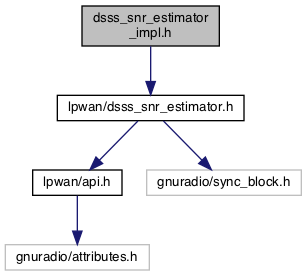 dsss_snr_estimator
_impl.h
lpwan/dsss_snr_estimator.h
lpwan/api.h
gnuradio/sync_block.h
gnuradio/attributes.h